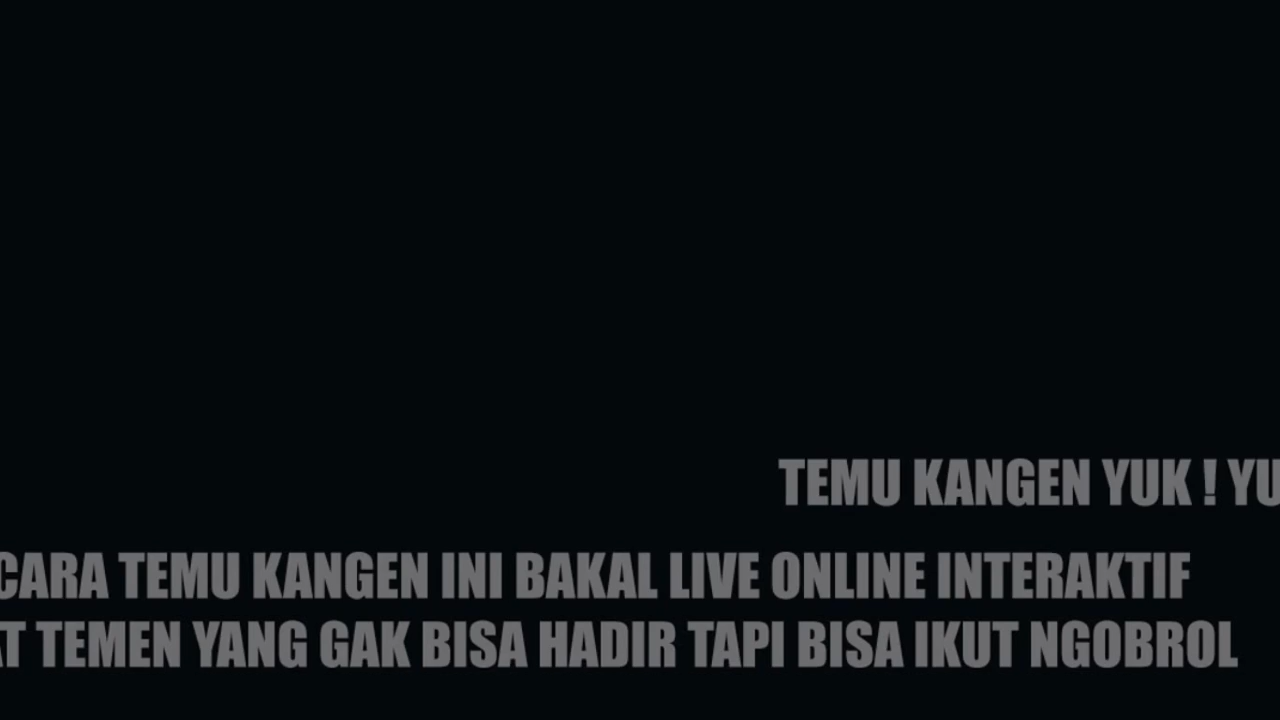 TEMU KANGEN YUK ! YU
CARA TEMU KANGEN INI BAKAL LIVE ONLINE INTERAKTIF
AT TEMEN YANG GAK BISA HADIR TAPI BISA IKUT NGOBROL